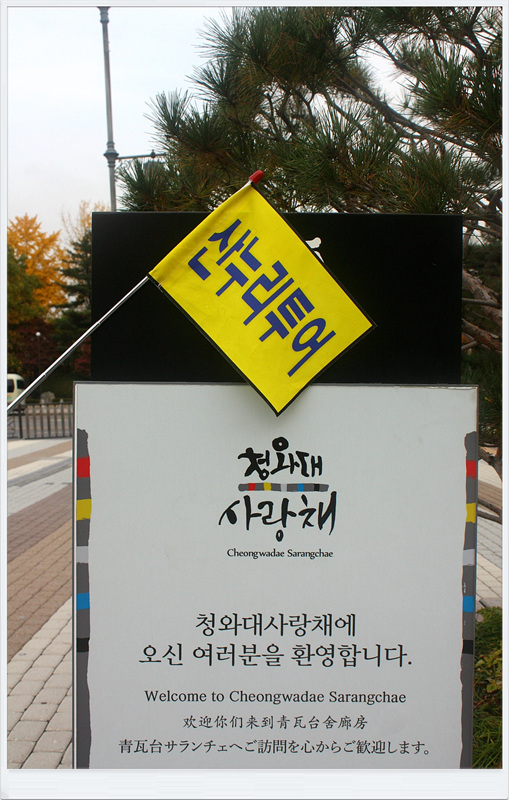 산누리투어
청와대
사랑채
Cheongwadae Sarangchae
청와대사랑채에
오신 여러분을 환영합니다.
Welcome to Cheongwadae Sarangchae
欢迎你们来到青瓦台舍廊房
青瓦台サランチェへご訪問を心からご歓迎します。